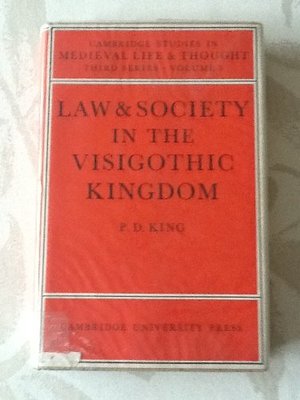 CAMBRIDGE STUDIES IN
MEDIEVAL LIFE & THOUGHT
THIRD SERIES · VOLUME 5
LAW & SOCIETY
IN THE
VISIGOTHIC
KINGDOM
P. D. KING
CAMBRIDGE UNIVERSITY PRESS